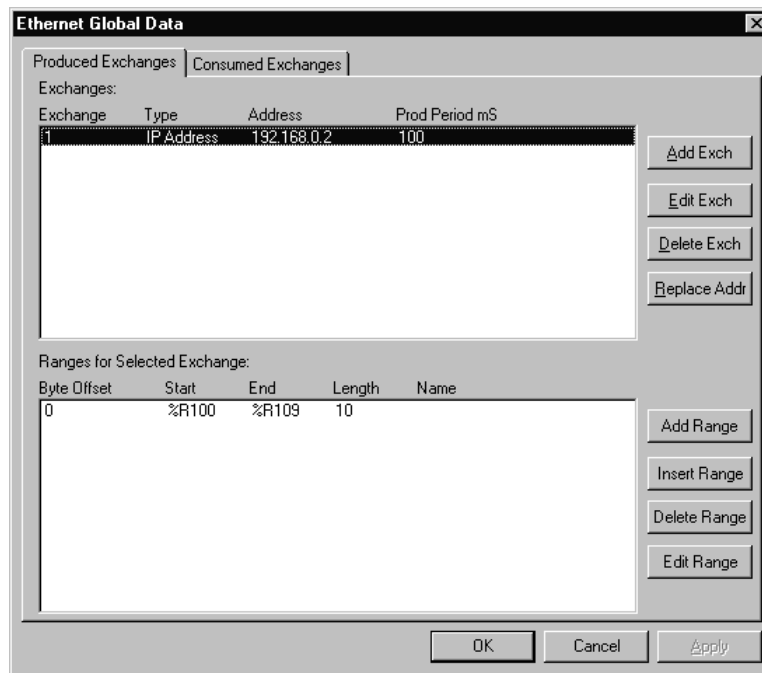 Ethernet Global Data
Produced Exchanges Consumed Exchanges
Exchanges:
Exchange Type Address Prod Period mS
1 IP Address 192.168.0.2 100
Add Exch
Edit Exch
Delete Exch
Replace Addr
Ranges for Selected Exchange:
Byte Offset Start End Length Name
0 %R100 %R109 10
Add Range
Insert Range
Delete Range
Edit Range
OK Cancel Apply